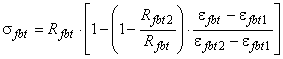 σ_fbt = R_fbt · [1 − (1 − R_fbt2 / R_fbt) · (ε_fbt − ε_fbt1) / (ε_fbt2 − ε_fbt1)]